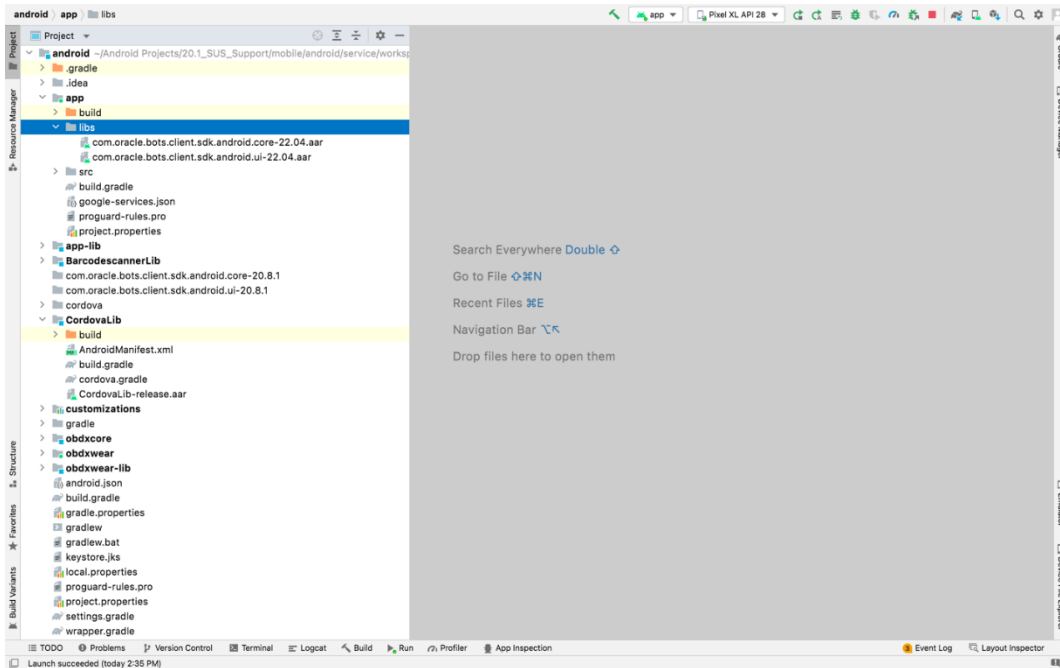 android app libs
app
Pixel XL API 28
Project
Project
Resource Manager
android ~/Android Projects/20.1_SUS_Support/mobile/android/service/worksp
.gradle
.idea
app
build
libs
com.oracle.bots.client.sdk.android.core-22.04.aar
com.oracle.bots.client.sdk.android.ui-22.04.aar
src
build.gradle
google-services.json
proguard-rules.pro
project.properties
app-lib
BarcodescannerLib
com.oracle.bots.client.sdk.android.core-20.8.1
com.oracle.bots.client.sdk.android.ui-20.8.1
cordova
CordovaLib
build
AndroidManifest.xml
build.gradle
cordova.gradle
CordovaLib-release.aar
customizations
gradle
obdxcore
obdxwear
obdxwear-lib
android.json
build.gradle
gradle.properties
gradlew
gradlew.bat
keystore.jks
local.properties
proguard-rules.pro
project.properties
settings.gradle
wrapper.gradle
Search Everywhere Double ⇧
Go to File ⇧⌘N
Recent Files ⌘E
Navigation Bar ⌥↖
Drop files here to open them
Structure
Favorites
Build Variants
TODO Problems Version Control Terminal Logcat Build Run Profiler App Inspection
Event Log Layout Inspector
Launch succeeded (today 2:35 PM)